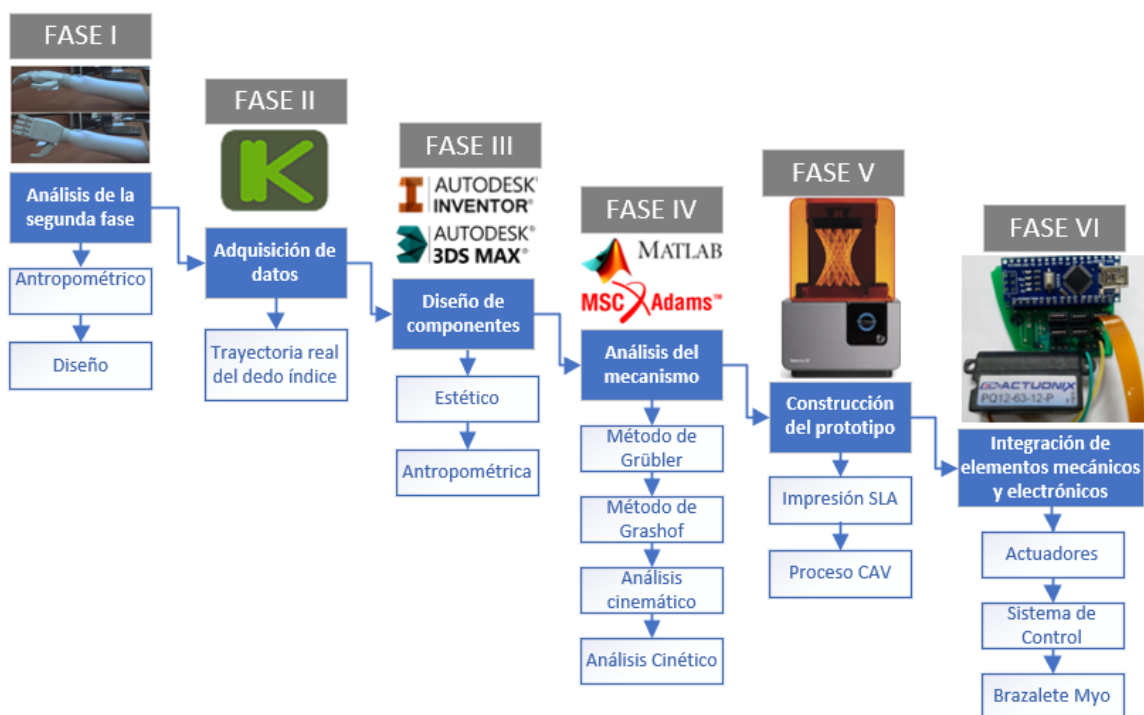 FASE I
Análisis de la
segunda fase
Antropométrico
Diseño
FASE II
K
Adquisición de
datos
Trayectoria real
del dedo índice
FASE III
AUTODESK®
INVENTOR®
AUTODESK®
3DS MAX®
Diseño de
componentes
Estético
Antropométrica
FASE IV
MATLAB
MSC Adams™
Análisis del
mecanismo
Método de
Grübler
Método de
Grashof
Análisis
cinemático
Análisis Cinético
FASE V
Construcción
del prototipo
Impresión SLA
Proceso CAV
FASE VI
ACTUONIX
PQ12-63-12-P
Integración de
elementos mecánicos
y electrónicos
Actuadores
Sistema de
Control
Brazalete Myo